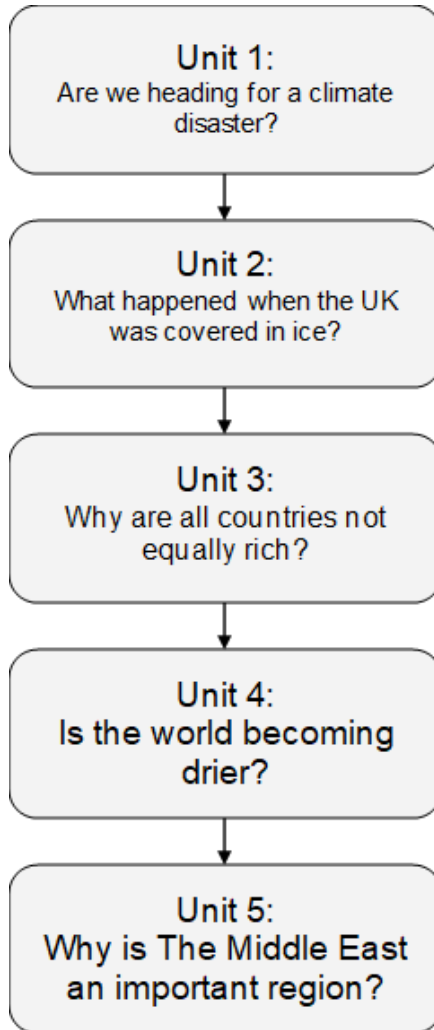 Unit 1:
Are we heading for a climate
disaster?
Unit 2:
What happened when the UK
was covered in ice?
Unit 3:
Why are all countries not
equally rich?
Unit 4:
Is the world becoming
drier?
Unit 5:
Why is The Middle East
an important region?